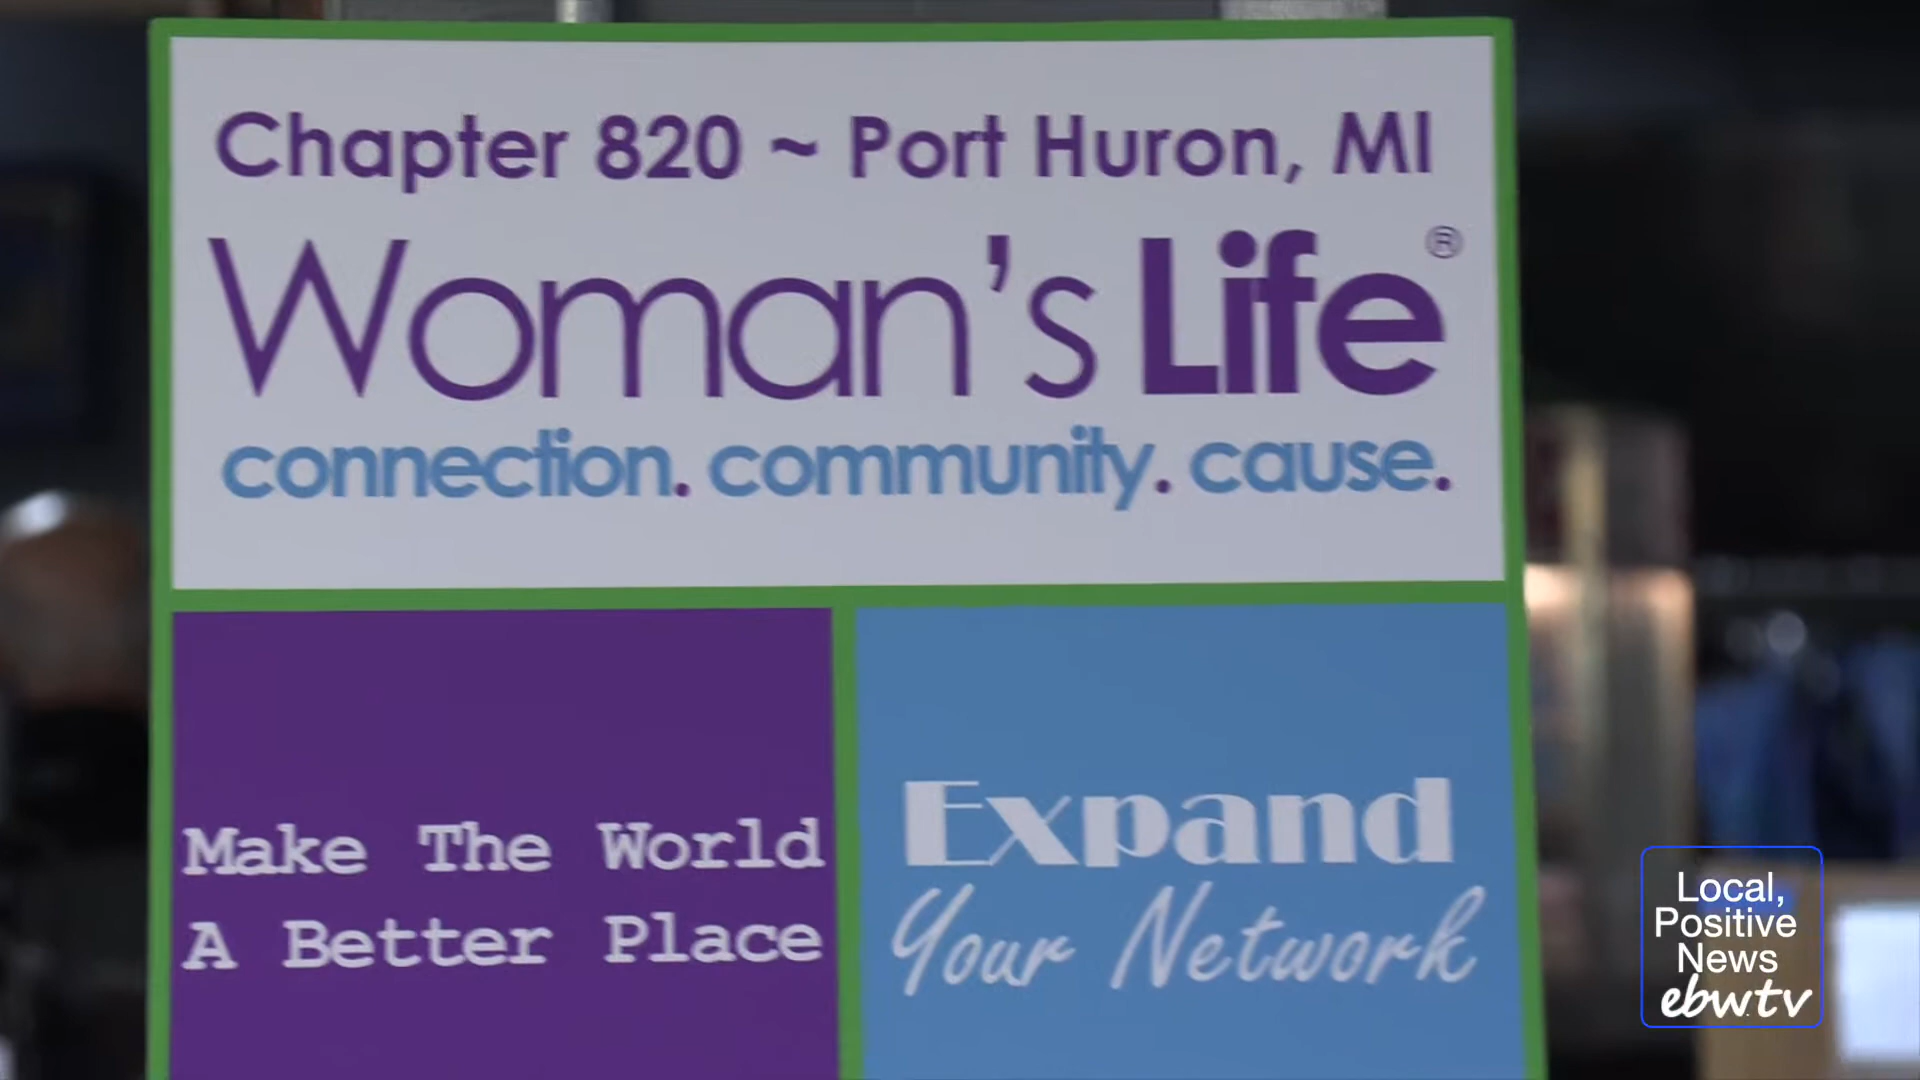 Chapter 820 ~ Port Huron, MI
Woman's Life®
connection. community. cause.
Make The World
A Better Place
Expand
Your Network
Local,
Positive
News
ebwtv